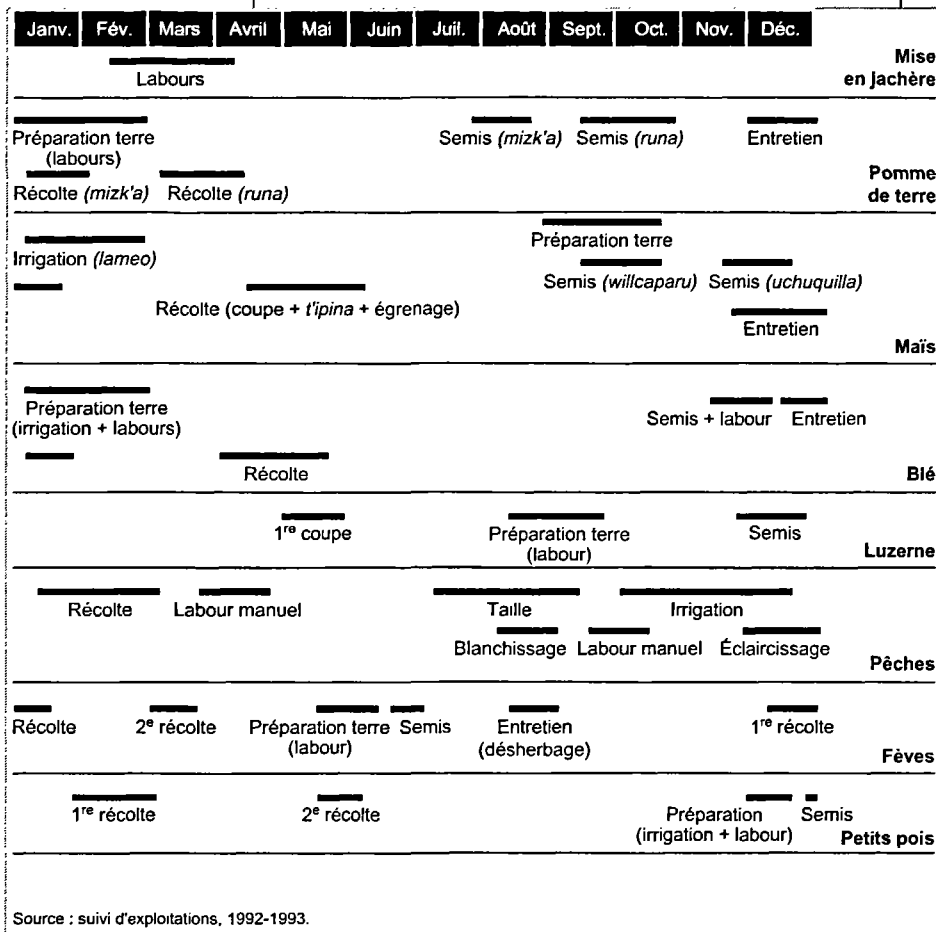 Janv. Fév. Mars Avril Mai Juin Juil. Août Sept. Oct. Nov. Déc.
Mise
en jachère
Labours
Préparation terre
(labours)
Semis (mizk'a) Semis (runa) Entretien
Récolte (mizk'a) Récolte (runa)
Pomme
de terre
Préparation terre
Irrigation (lameo)
Semis (willcaparu) Semis (uchuquilla)
Récolte (coupe + t'ipina + égrenage)
Entretien
Maïs
Préparation terre
(irrigation + labours)
Semis + labour Entretien
Récolte
Blé
1re coupe Préparation terre
(labour)
Semis
Luzerne
Récolte Labour manuel Taille Irrigation
Blanchissage Labour manuel Éclaircissage
Pêches
Récolte 2e récolte Préparation terre
(labour)
Semis Entretien
(désherbage)
1re récolte
Fèves
1re récolte 2e récolte Préparation
(irrigation + labour)
Semis
Petits pois
Source : suivi d'exploitations, 1992-1993.